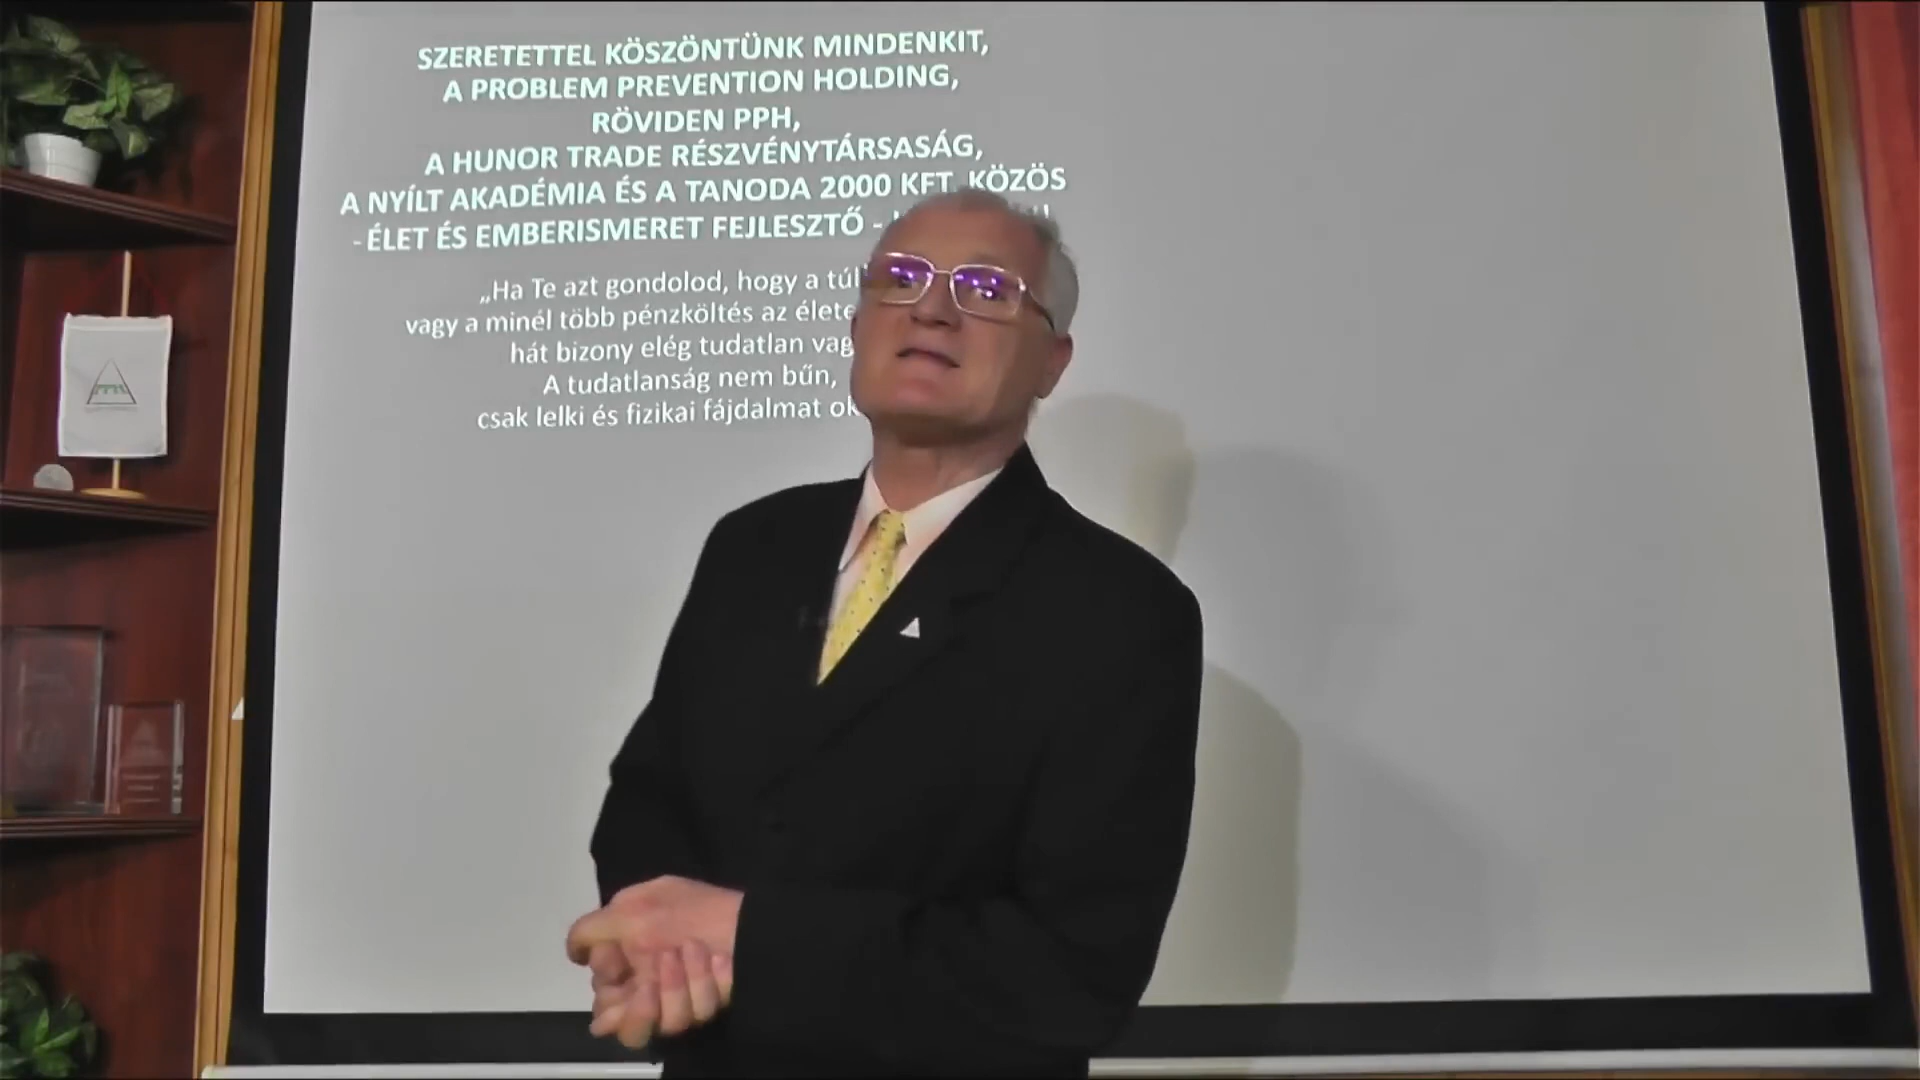 SZERETETTEL KÖSZÖNTÜNK MINDENKIT,
A PROBLEM PREVENTION HOLDING,
RÖVIDEN PPH,
A HUNOR TRADE RÉSZVÉNYTÁRSASÁG,
A NYÍLT AKADÉMIA ÉS A TANODA 2000 KFT. KÖZÖS
- ÉLET ÉS EMBERISMERET FEJLESZTŐ -
„Ha Te azt gondolod, hogy a
vagy a minél több pénzköltés az
hát bizony elég tudatlan
A tudatlanság nem bűn,
csak lelki és fizikai fájdalmat